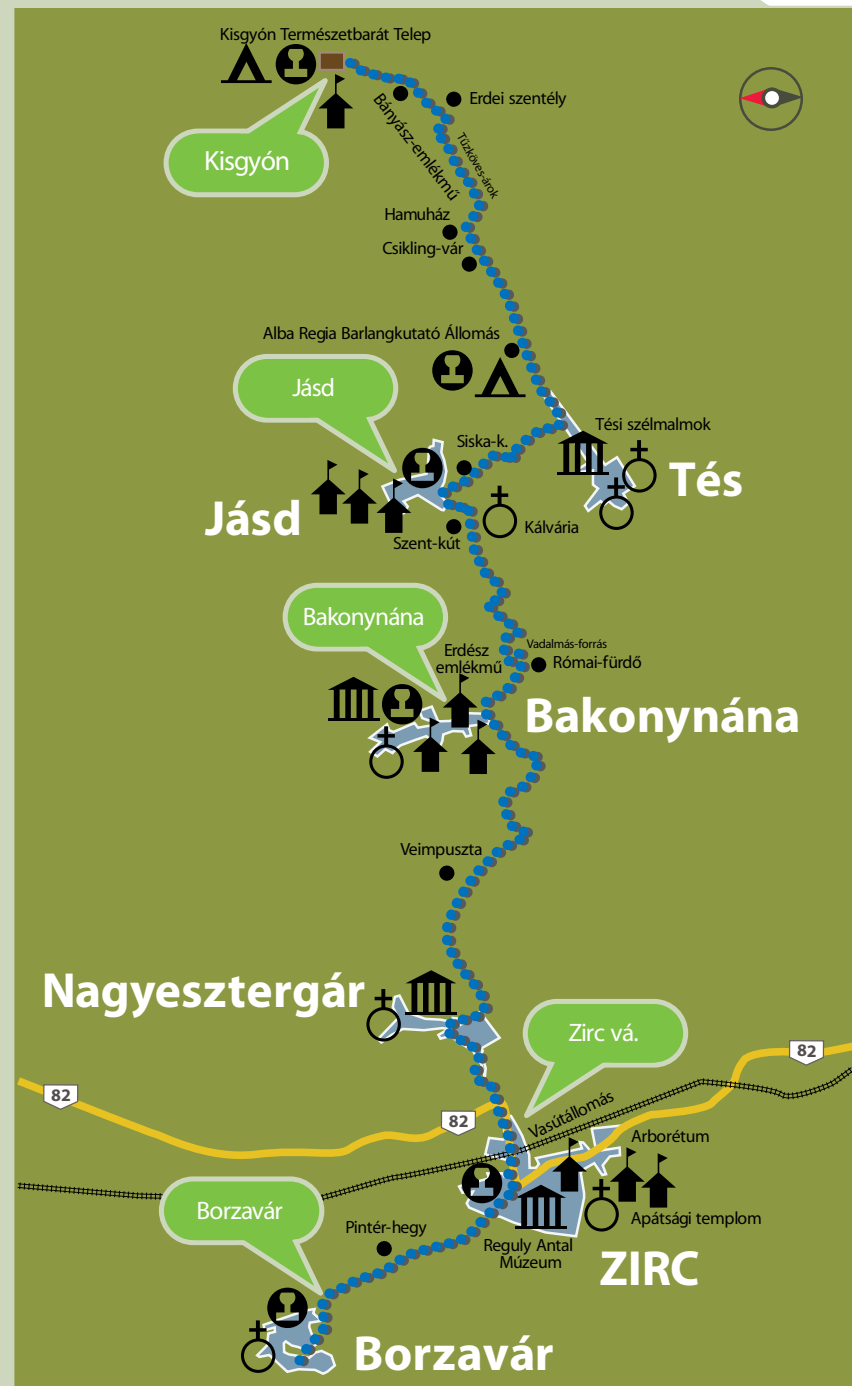 Kisgyón Természetbarát Telep
Erdei szentély
Bányász-emlékmű
Kisgyón
Tűzköves-árok
Hamuház
Csikling-vár
Alba Regia Barlangkutató Állomás
Jásd
Tési szélmalmok
Siska-k.
Tés
Jásd
Szent-kút
Kálvária
Bakonynána
Erdész
emlékmű
Vadalmás-forrás
Római-fürdő
Bakonynána
Veimpuszta
Nagyesztergár
Zirc vá.
82
82
82
Vasútállomás
Arborétum
Borzavár
Pintér-hegy
Apátsági templom
Reguly Antal
Múzeum
ZIRC
Borzavár